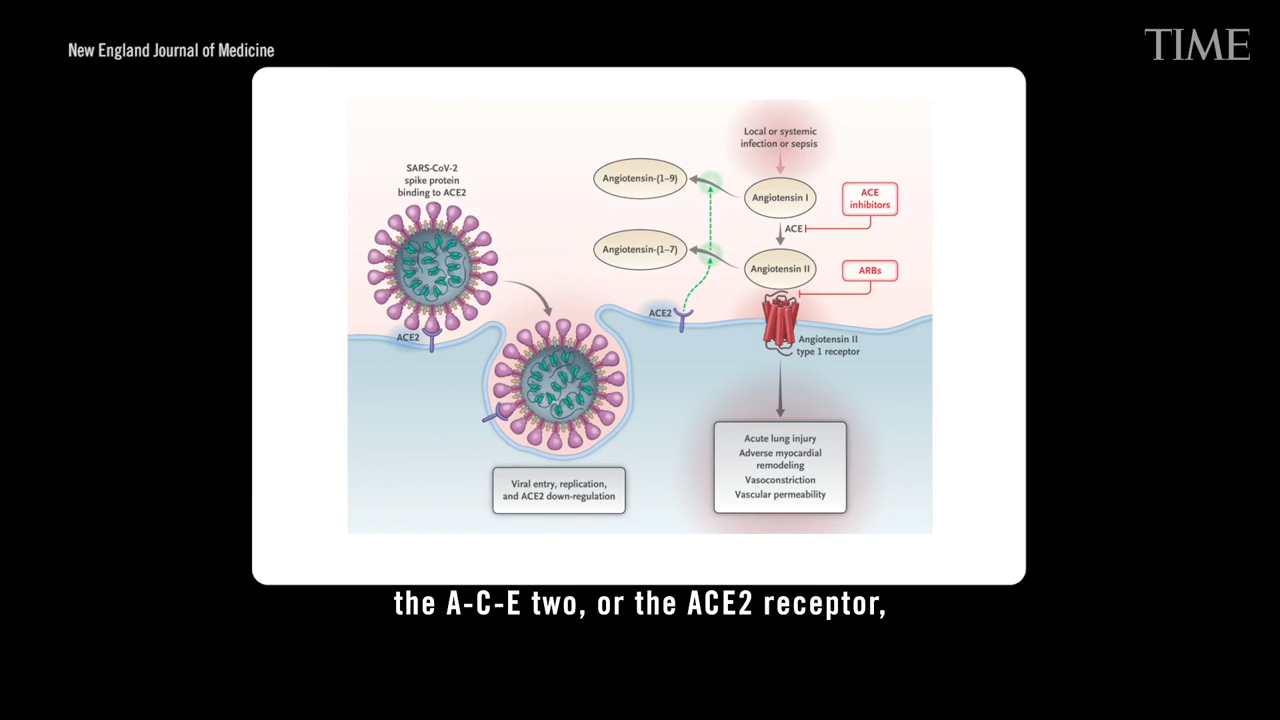 New England Journal of Medicine
TIME
Local or systemic
infection or sepsis
SARS-CoV-2
spike protein
binding to ACE2
Angiotensin-(1–9)
Angiotensin I
ACE
inhibitors
ACE
Angiotensin-(1–7)
Angiotensin II
ARBs
ACE2
ACE2
Angiotensin II
type 1 receptor
Acute lung injury
Adverse myocardial
remodeling
Vasoconstriction
Vascular permeability
Viral entry, replication,
and ACE2 down-regulation
the A-C-E two, or the ACE2 receptor,